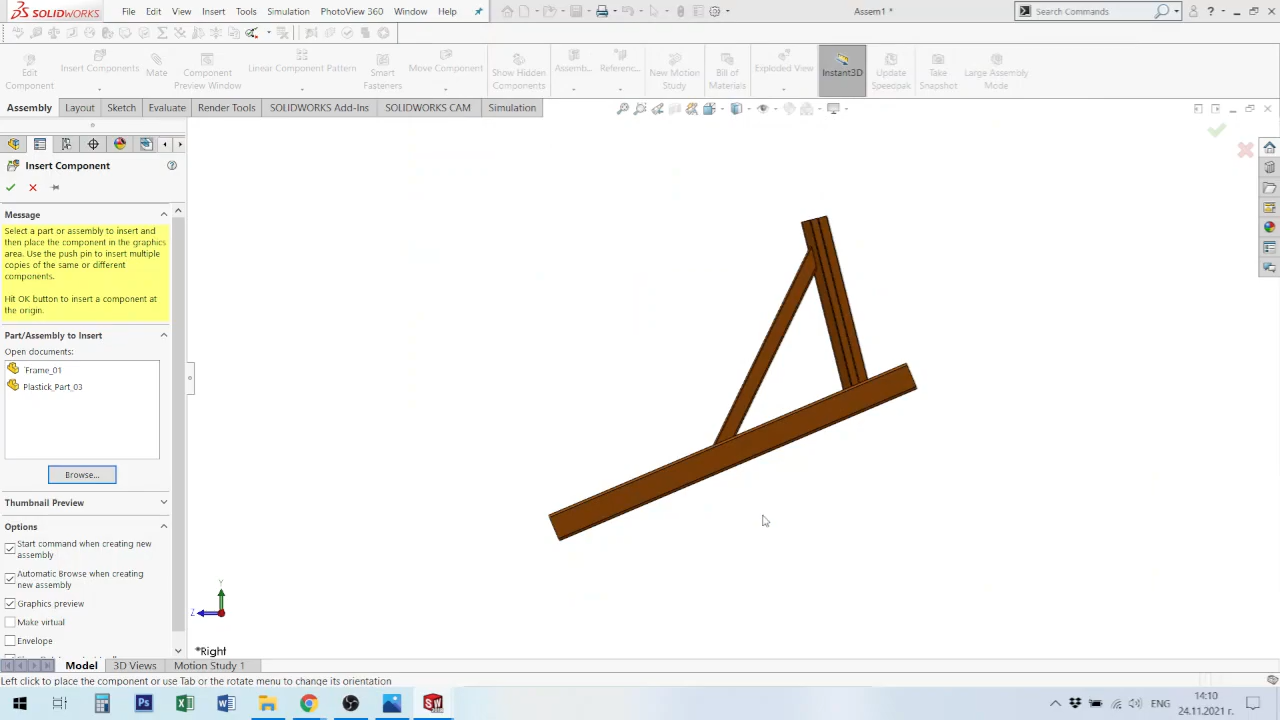 SOLIDWORKS File Edit View Insert Tools Simulation PhotoView 360 Window Help Assem1 * Search Commands
Edit Component
Insert Components
Mate
Component Preview Window
Linear Component Pattern
Smart Fasteners
Move Component
Show Hidden Components
Assemb...
Referenc...
New Motion Study
Bill of Materials
Exploded View
Instant3D
Update Speedpak
Take Snapshot
Large Assembly Mode
Assembly Layout Sketch Evaluate Render Tools SOLIDWORKS Add-Ins SOLIDWORKS CAM Simulation
Insert Component
Message
Select a part or assembly to insert and
then place the component in the graphics
area. Use the push pin to insert multiple
copies of the same or different
components.
Hit OK button to insert a component at
the origin.
Part/Assembly to Insert
Open documents:
Frame_01
Plastick_Part_03
Browse...
Thumbnail Preview
Options
Start command when creating new
assembly
Automatic Browse when creating
new assembly
Graphics preview
Make virtual
Envelope
Y
Z
*Right
Model 3D Views Motion Study 1
Left click to place the component or use Tab or the rotate menu to change its orientation
ENG
14:10
24.11.2021 г.